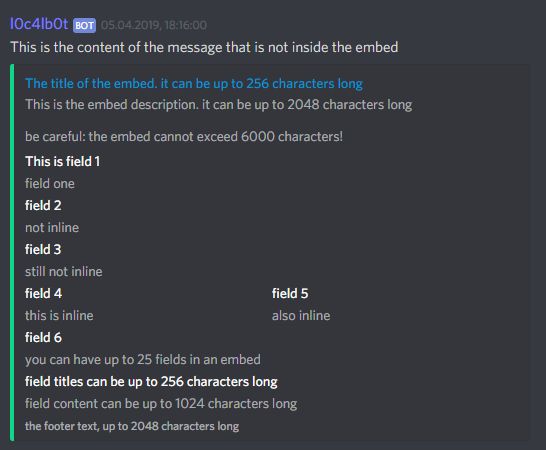 l0c4lb0t BOT 05.04.2019, 18:16:00
This is the content of the message that is not inside the embed
The title of the embed. it can be up to 256 characters long
This is the embed description. it can be up to 2048 characters long
be careful: the embed cannot exceed 6000 characters!
This is field 1
field one
field 2
not inline
field 3
still not inline
field 4 field 5
this is inline also inline
field 6
you can have up to 25 fields in an embed
field titles can be up to 256 characters long
field content can be up to 1024 characters long
the footer text, up to 2048 characters long